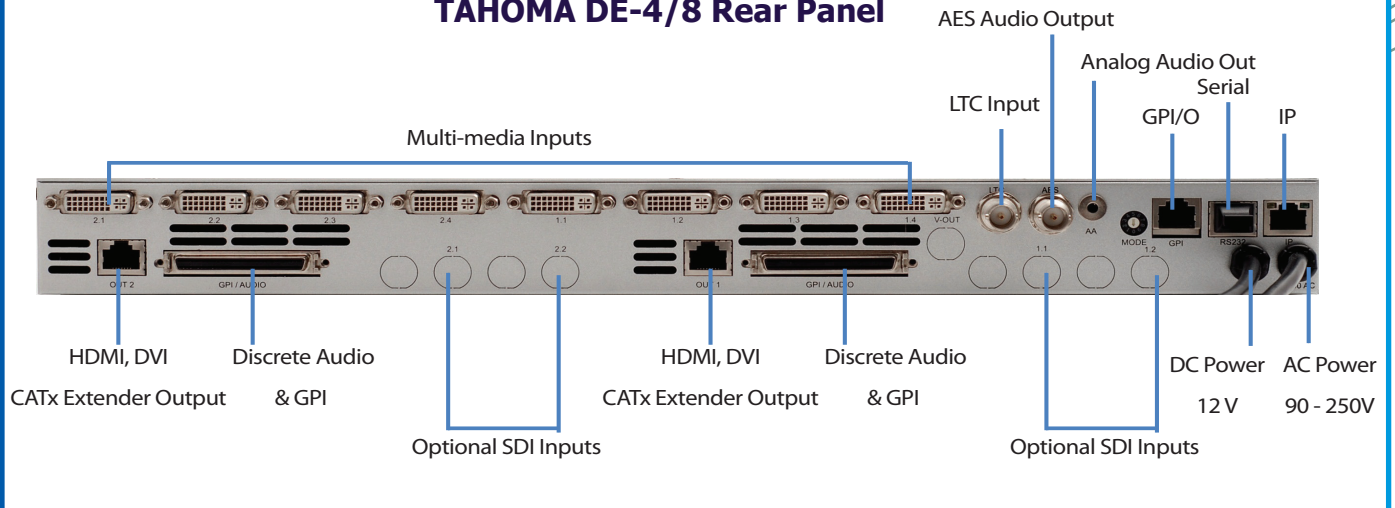 TAHOMA DE-4/8 Rear Panel
AES Audio Output
Analog Audio Out
Serial
LTC Input
GPI/O
IP
Multi-media Inputs
LTC
AES
2.1
2.2
2.3
2.4
1.1
1.2
1.3
1.4
V-OUT
AA
MODE
GPI
RS232
IP
2.1
2.2
1.1
1.2
OUT 2
GPI / AUDIO
OUT 1
GPI / AUDIO
AC
HDMI, DVI
CATx Extender Output
Discrete Audio
& GPI
HDMI, DVI
CATx Extender Output
Discrete Audio
& GPI
DC Power
12 V
AC Power
90 - 250V
Optional SDI Inputs
Optional SDI Inputs